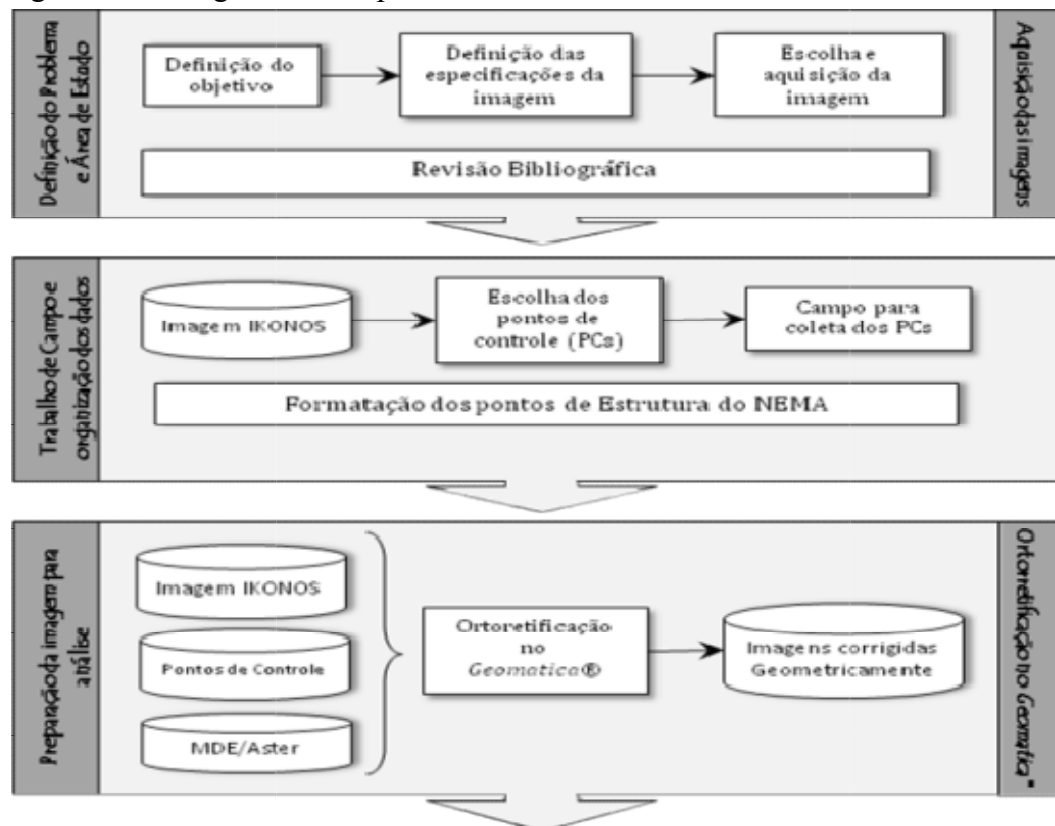 Definição do Problema
e Área de Estado
Definição do
objetivo
Definição das
especificações da
imagem
Escolha e
aquisição da
imagem
Revisão Bibliográfica
Aquisição das imagens
Trabalho de Campo e
organização dos dados
Imagem IKONOS
Escolha dos
pontos de
controle (PCs)
Campo para
coleta dos PCs
Formatação dos pontos de Estrutura do NEMA
Preparação da imagem para
análise
Imagem IKONOS
Pontos de Controle
MDE/Aster
Ortoretificação
no
Geomatica®
Imagens corrigidas
Geometricamente
Ortorretificação no Geomatica®